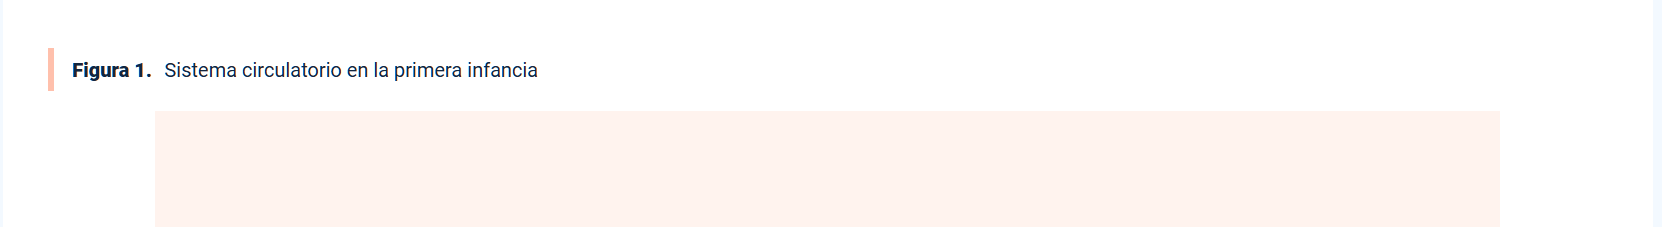 Figura 1. Sistema circulatorio en la primera infancia